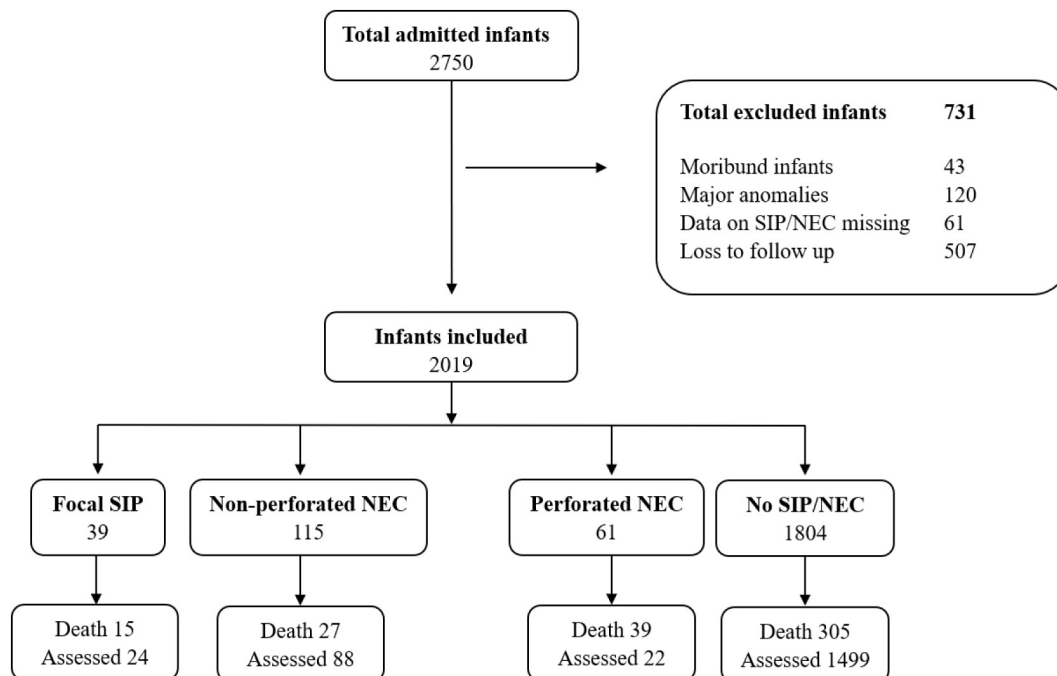 Total admitted infants
2750
Total excluded infants 731
Moribund infants 43
Major anomalies 120
Data on SIP/NEC missing 61
Loss to follow up 507
Infants included
2019
Focal SIP
39
Non-perforated NEC
115
Perforated NEC
61
No SIP/NEC
1804
Death 15
Assessed 24
Death 27
Assessed 88
Death 39
Assessed 22
Death 305
Assessed 1499